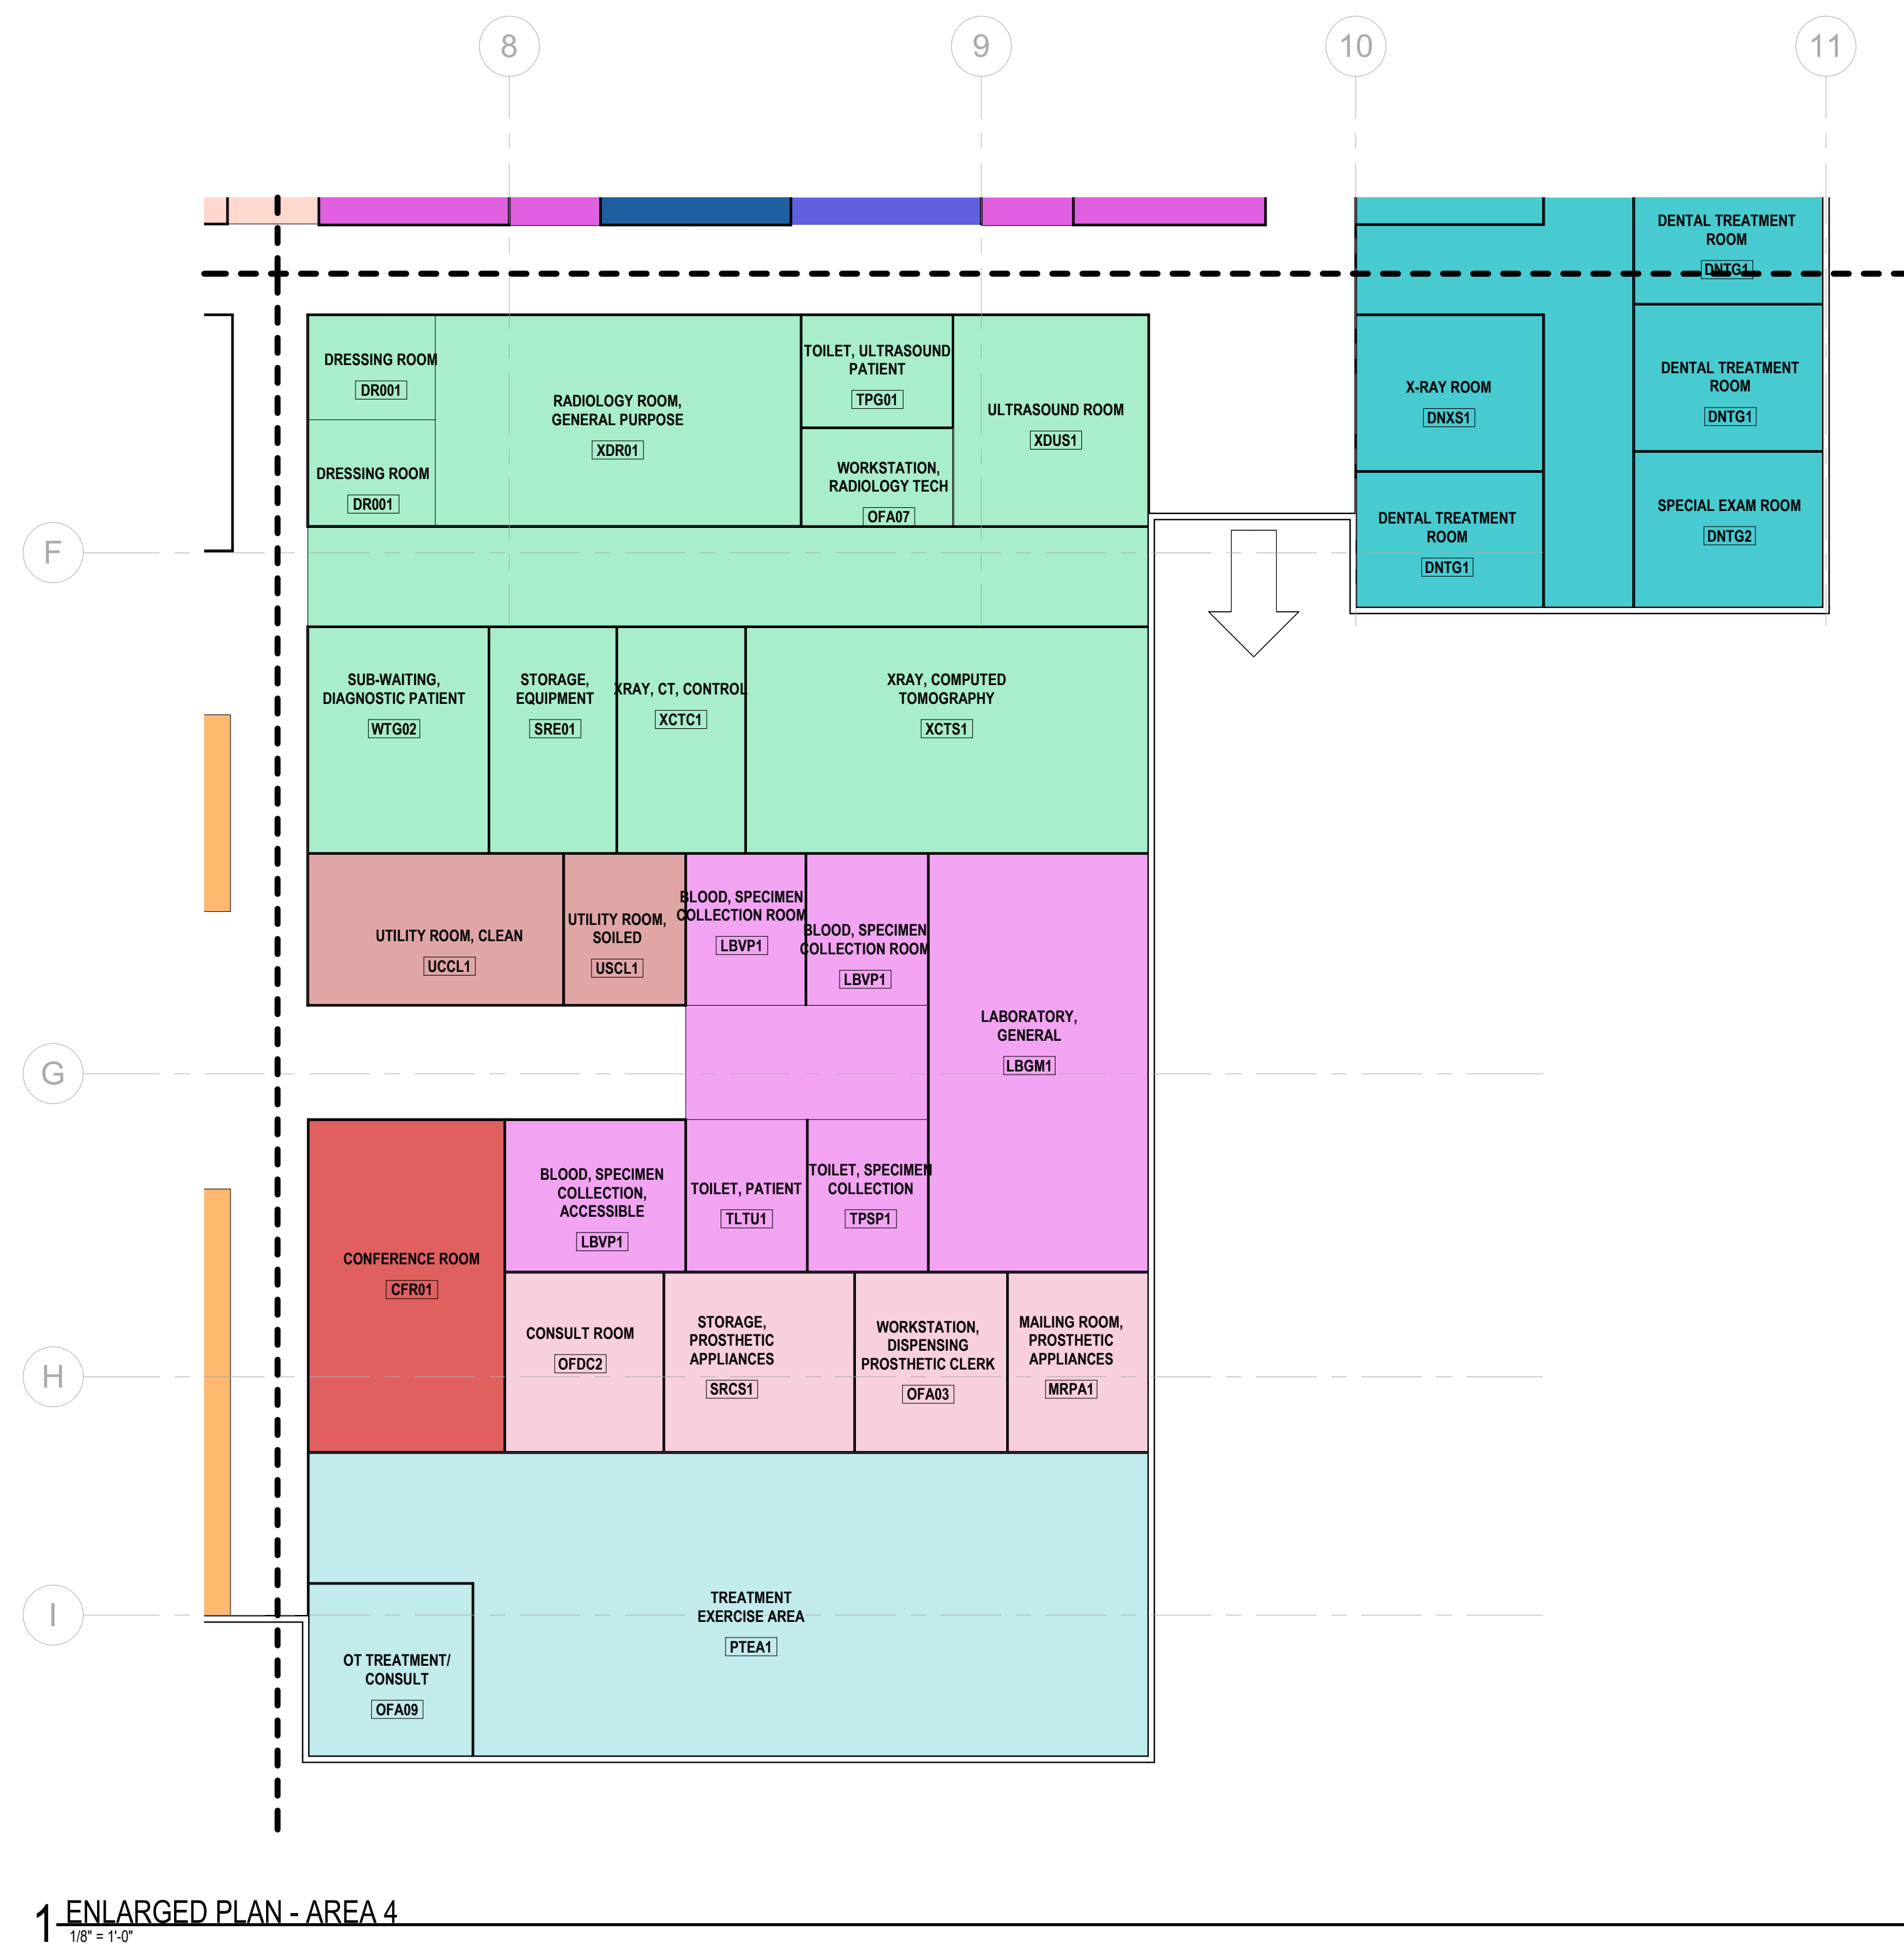 8
9
10
11
DENTAL TREATMENT
ROOM
DNTG1
DRESSING ROOM
DR001
RADIOLOGY ROOM,
GENERAL PURPOSE
XDR01
TOILET, ULTRASOUND
PATIENT
TPG01
ULTRASOUND ROOM
XDUS1
X-RAY ROOM
DNXS1
DENTAL TREATMENT
ROOM
DNTG1
DRESSING ROOM
DR001
WORKSTATION,
RADIOLOGY TECH
OFA07
DENTAL TREATMENT
ROOM
DNTG1
SPECIAL EXAM ROOM
DNTG2
F
SUB-WAITING,
DIAGNOSTIC PATIENT
WTG02
STORAGE,
EQUIPMENT
SRE01
XRAY, CT, CONTROL
XCTC1
XRAY, COMPUTED
TOMOGRAPHY
XCTS1
UTILITY ROOM, CLEAN
UCCL1
UTILITY ROOM,
SOILED
USCL1
BLOOD, SPECIMEN
COLLECTION ROOM
LBVP1
BLOOD, SPECIMEN
COLLECTION ROOM
LBVP1
LABORATORY,
GENERAL
LBGM1
G
CONFERENCE ROOM
CFR01
BLOOD, SPECIMEN
COLLECTION,
ACCESSIBLE
LBVP1
TOILET, PATIENT
TLTU1
TOILET, SPECIMEN
COLLECTION
TPSP1
H
CONSULT ROOM
OFDC2
STORAGE,
PROSTHETIC
APPLIANCES
SRCS1
WORKSTATION,
DISPENSING
PROSTHETIC CLERK
OFA03
MAILING ROOM,
PROSTHETIC
APPLIANCES
MRPA1
I
TREATMENT
EXERCISE AREA
PTEA1
OT TREATMENT/
CONSULT
OFA09
1 ENLARGED PLAN - AREA 4
1/8" = 1'-0"